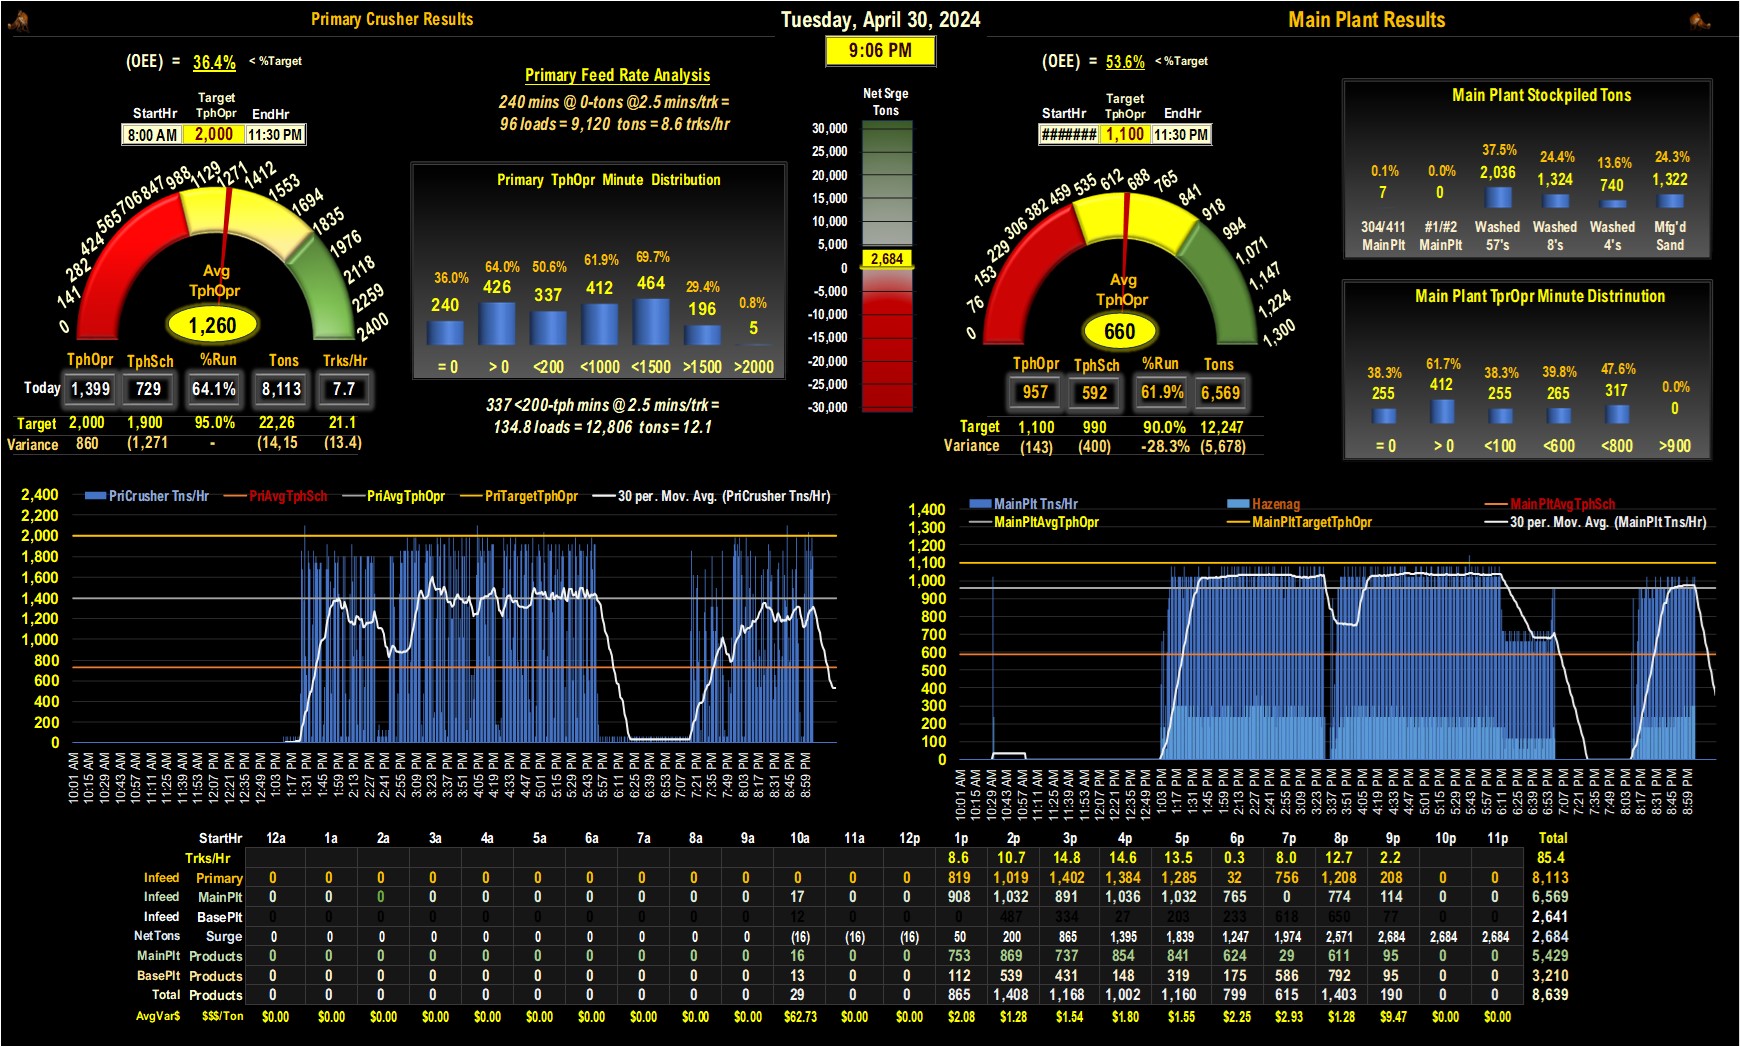 Primary Crusher Results
Tuesday, April 30, 2024
Main Plant Results
9:06 PM
(OEE) = 36.4% < %Target
StartHr Target TphOpr EndHr
8:00 AM 2,000 11:30 PM
0 141 282 424 565 706 847 988 1129 1271 1412 1553 1694 1835 1976 2118 2259 2400
Avg
TphOpr
1,260
TphOpr TphSch %Run Tons Trks/Hr
Today 1,399 729 64.1% 8,113 7.7
Target 2,000 1,900 95.0% 22,26 21.1
Variance 860 (1,271 - (14,15 (13.4)
Primary Feed Rate Analysis
240 mins @ 0-tons @2.5 mins/trk =
96 loads = 9,120 tons = 8.6 trks/hr
Primary TphOpr Minute Distribution
36.0% 64.0% 50.6% 61.9% 69.7% 29.4% 0.8%
240 426 337 412 464 196 5
= 0 > 0 <200 <1000 <1500 >1500 >2000
337 <200-tph mins @ 2.5 mins/trk =
134.8 loads = 12,806 tons = 12.1
Net Srge
Tons
30,000
25,000
20,000
15,000
10,000
5,000
2,684
0
-5,000
-10,000
-15,000
-20,000
-25,000
-30,000
(OEE) = 53.6% < %Target
StartHr Target TphOpr EndHr
####### 1,100 11:30 PM
0 76 153 229 306 382 459 535 612 688 765 841 918 994 1,071 1,147 1,224 1,300
Avg
TphOpr
660
TphOpr TphSch %Run Tons
957 592 61.9% 6,569
Target 1,100 990 90.0% 12,247
Variance (143) (400) -28.3% (5,678)
Main Plant Stockpiled Tons
0.1% 0.0% 37.5% 24.4% 13.6% 24.3%
7 0 2,036 1,324 740 1,322
304/411 #1/#2 Washed Washed Washed Mfg'd
MainPlt MainPlt 57's 8's 4's Sand
Main Plant TprOpr Minute Distrinution
38.3% 61.7% 38.3% 39.8% 47.6% 0.0%
255 412 255 265 317 0
= 0 > 0 <100 <600 <800 >900
PriCrusher Tns/Hr PriAvgTphSch PriAvgTphOpr PriTargetTphOpr 30 per. Mov. Avg. (PriCrusher Tns/Hr)
2,400
2,200
2,000
1,800
1,600
1,400
1,200
1,000
800
600
400
200
0
10:01 AM 10:15 AM 10:29 AM 10:43 AM 10:57 AM 11:11 AM 11:25 AM 11:39 AM 11:53 AM 12:07 PM 12:21 PM 12:35 PM 12:49 PM 1:03 PM 1:17 PM 1:31 PM 1:45 PM 1:59 PM 2:13 PM 2:27 PM 2:41 PM 2:55 PM 3:09 PM 3:23 PM 3:37 PM 3:51 PM 4:05 PM 4:19 PM 4:33 PM 4:47 PM 5:01 PM 5:15 PM 5:29 PM 5:43 PM 5:57 PM 6:11 PM 6:25 PM 6:39 PM 6:53 PM 7:07 PM 7:21 PM 7:35 PM 7:49 PM 8:03 PM 8:17 PM 8:31 PM 8:45 PM 8:59 PM
MainPlt Tns/Hr Hazenag MainPltAvgTphSch
MainPltAvgTphOpr MainPltTargetTphOpr 30 per. Mov. Avg. (MainPlt Tns/Hr)
1,400
1,300
1,200
1,100
1,000
900
800
700
600
500
400
300
200
100
0
10:01 AM 10:15 AM 10:29 AM 10:43 AM 10:57 AM 11:11 AM 11:25 AM 11:39 AM 11:53 AM 12:07 PM 12:21 PM 12:35 PM 12:49 PM 1:03 PM 1:17 PM 1:31 PM 1:45 PM 1:59 PM 2:13 PM 2:27 PM 2:41 PM 2:55 PM 3:09 PM 3:23 PM 3:37 PM 3:51 PM 4:05 PM 4:19 PM 4:33 PM 4:47 PM 5:01 PM 5:15 PM 5:29 PM 5:43 PM 5:57 PM 6:11 PM 6:25 PM 6:39 PM 6:53 PM 7:07 PM 7:21 PM 7:35 PM 7:49 PM 8:03 PM 8:17 PM 8:31 PM 8:45 PM 8:59 PM
StartHr 12a 1a 2a 3a 4a 5a 6a 7a 8a 9a 10a 11a 12p 1p 2p 3p 4p 5p 6p 7p 8p 9p 10p 11p Total
Trks/Hr 8.6 10.7 14.8 14.6 13.5 0.3 8.0 12.7 2.2 85.4
Infeed Primary 0 0 0 0 0 0 0 0 0 0 0 0 0 819 1,019 1,402 1,384 1,285 32 756 1,208 208 0 0 8,113
Infeed MainPlt 0 0 0 0 0 0 0 0 0 0 17 0 0 908 1,032 891 1,036 1,032 765 0 774 114 0 0 6,569
Infeed BasePlt 0 0 0 0 0 0 0 0 0 0 12 0 0 0 487 334 27 203 233 618 650 77 0 0 2,641
NetTons Surge 0 0 0 0 0 0 0 0 0 0 (16) (16) (16) 50 200 865 1,395 1,839 1,247 1,974 2,571 2,684 2,684 2,684 2,684
MainPlt Products 0 0 0 0 0 0 0 0 0 0 16 0 0 753 869 737 854 841 624 29 611 95 0 0 5,429
BasePlt Products 0 0 0 0 0 0 0 0 0 0 13 0 0 112 539 431 148 319 175 586 792 95 0 0 3,210
Total Products 0 0 0 0 0 0 0 0 0 0 29 0 0 865 1,408 1,168 1,002 1,160 799 615 1,403 190 0 0 8,639
AvgVar$ $$$/Ton $0.00 $0.00 $0.00 $0.00 $0.00 $0.00 $0.00 $0.00 $0.00 $0.00 $62.73 $0.00 $0.00 $2.08 $1.28 $1.54 $1.80 $1.55 $2.25 $2.93 $1.28 $9.47 $0.00 $0.00